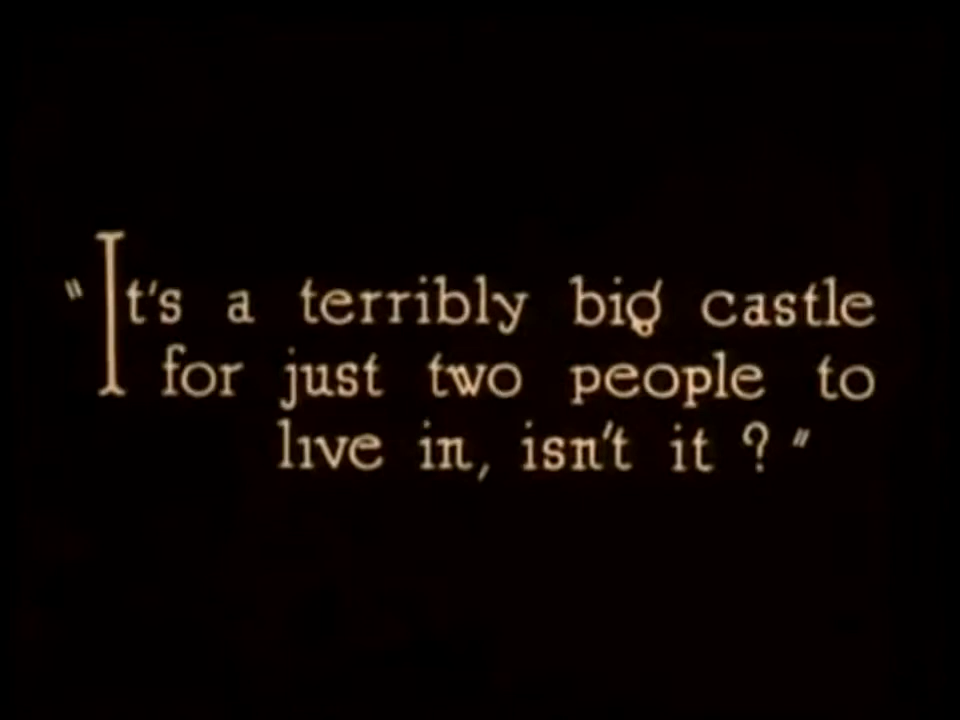 "It's a terribly big castle
for just two people to
live in, isn't it?"